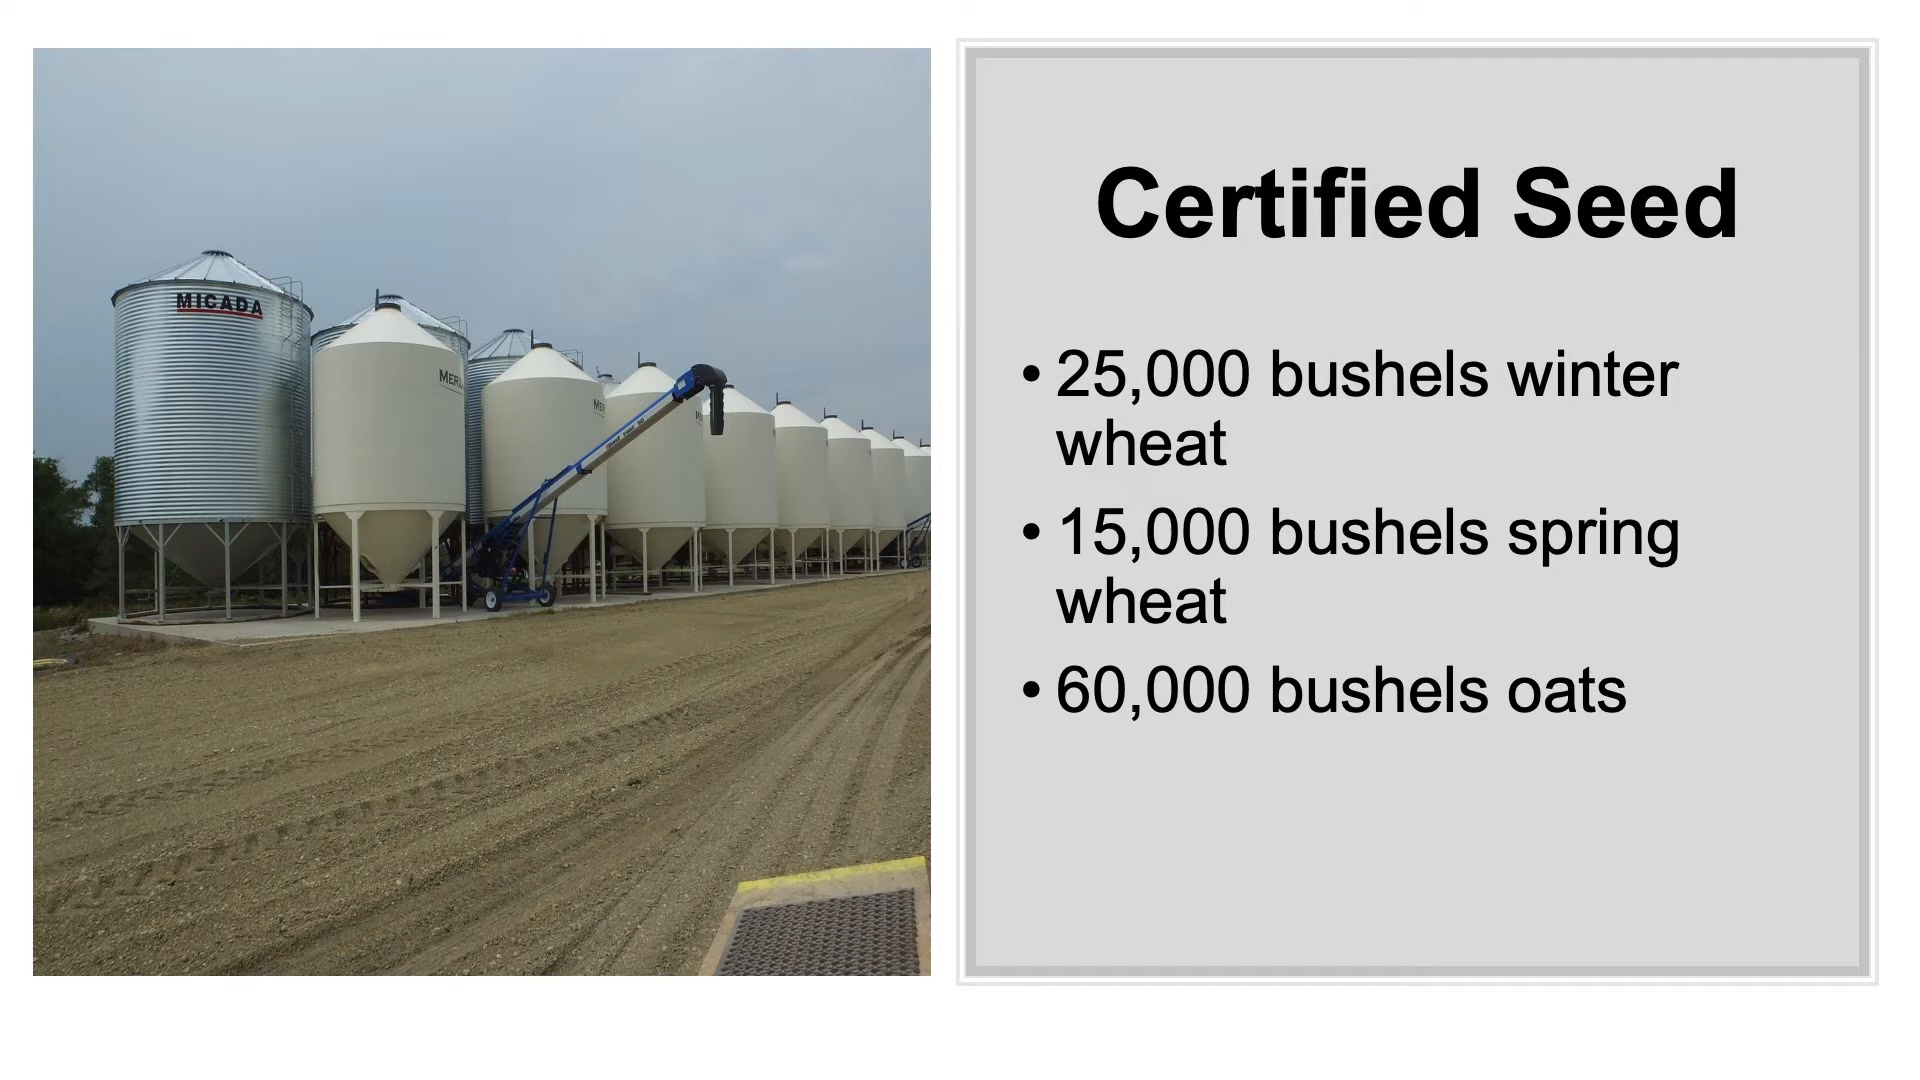 MICADA
Certified Seed
• 25,000 bushels winter
wheat
• 15,000 bushels spring
wheat
• 60,000 bushels oats